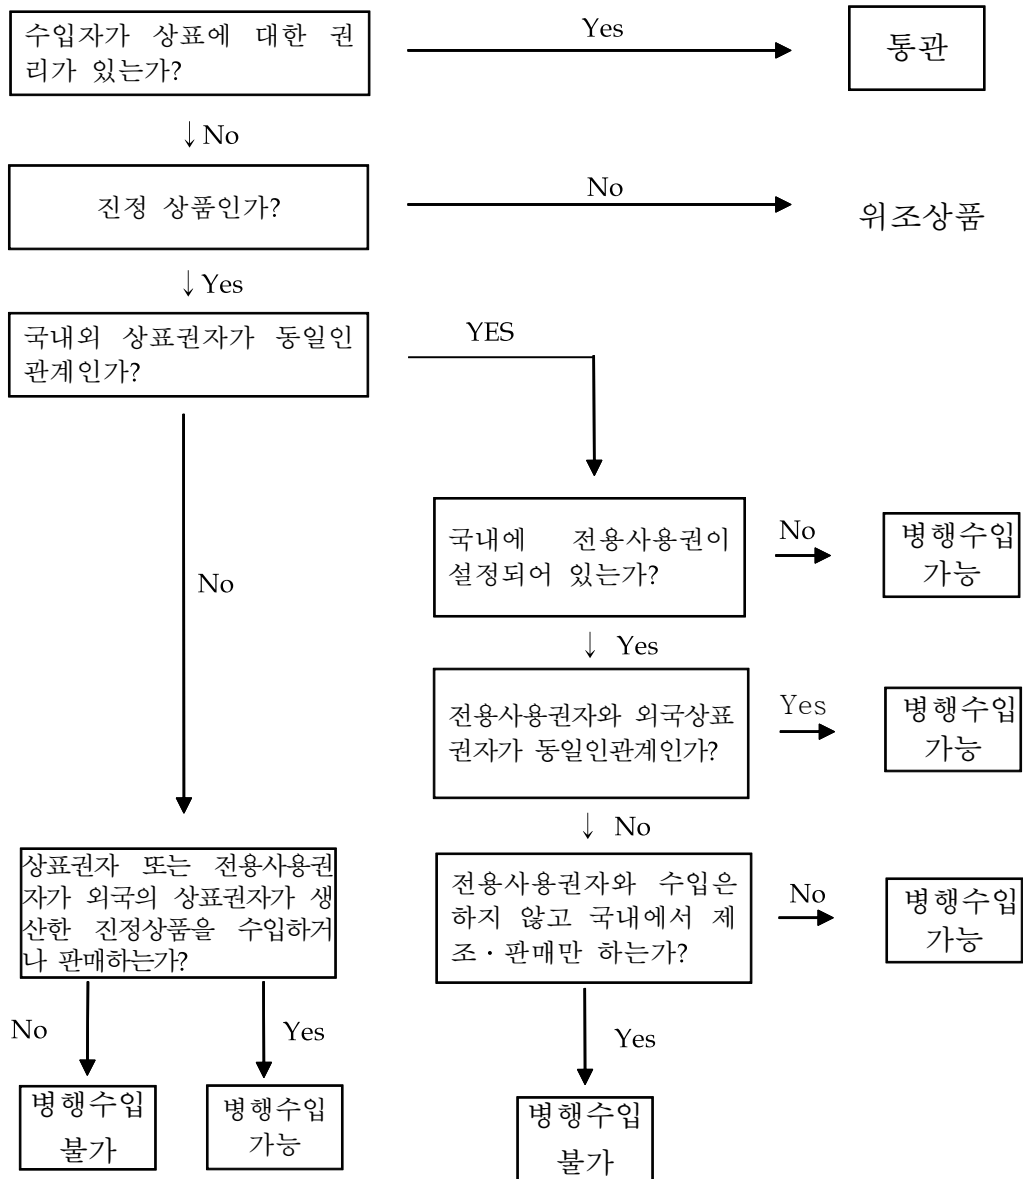 수입자가 상표에 대한 권
리가 있는가?
Yes
통관
↓ No
진정 상품인가?
No
위조상품
↓ Yes
국내외 상표권자가 동일인
관계인가?
YES
No
국내에 전용사용권이
설정되어 있는가?
No
병행수입
가능
↓ Yes
전용사용권자와 외국상표
권자가 동일인관계인가?
Yes
병행수입
가능
↓ No
상표권자 또는 전용사용권
자가 외국의 상표권자가 생
산한 진정상품을 수입하거
나 판매하는가?
전용사용권자와 수입은
하지 않고 국내에서 제
조·판매만 하는가?
No
병행수입
가능
No
Yes
Yes
병행수입
불가
병행수입
가능
병행수입
불가